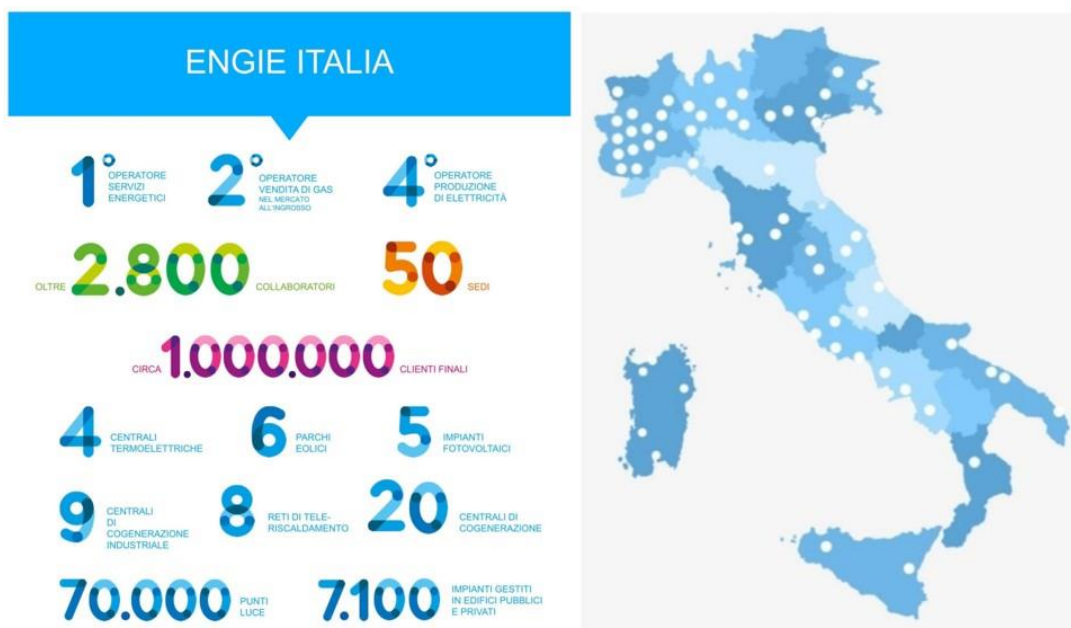 ENGIE ITALIA
1°
OPERATORE
SERVIZI
ENERGETICI
2°
OPERATORE
VENDITA DI GAS
NEL MERCATO
ALL'INGROSSO
4°
OPERATORE
PRODUZIONE
DI ELETTRICITÀ
OLTRE 2.800 COLLABORATORI
50 SEDI
CIRCA 1.000.000 CLIENTI FINALI
4
CENTRALI
TERMOELETTRICHE
6
PARCHI
EOLICI
5
IMPIANTI
FOTOVOLTAICI
9
CENTRALI
DI
COGENERAZIONE
INDUSTRIALE
8
RETI DI TELE-
RISCALDAMENTO
20
CENTRALI DI
COGENERAZIONE
70.000
PUNTI
LUCE
7.100
IMPIANTI GESTITI
IN EDIFICI PUBBLICI
E PRIVATI